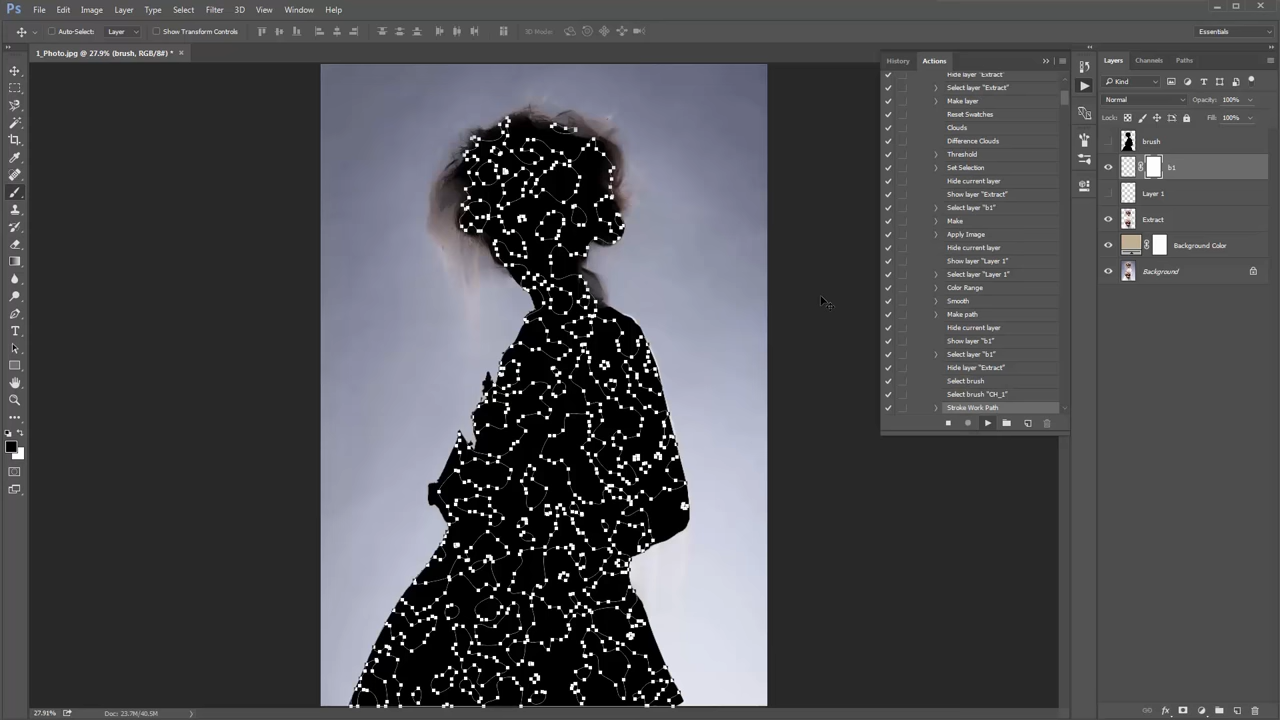 Ps File Edit Image Layer Type Select Filter 3D View Window Help
Auto-Select: Layer Show Transform Controls 3D Mode: Essentials
1_Photo.jpg @ 27.9% (brush, RGB/8#) * ×
History Actions
Hide layer "Extract"
Select layer "Extract"
Make layer
Reset Swatches
Clouds
Difference Clouds
Threshold
Set Selection
Hide current layer
Show layer "Extract"
Select layer "b1"
Make
Apply Image
Hide current layer
Show layer "Layer 1"
Select layer "Layer 1"
Color Range
Smooth
Make path
Hide current layer
Show layer "b1"
Select layer "b1"
Hide layer "Extract"
Select brush
Select brush "CH_1"
Stroke Work Path
Layers Channels Paths
Kind
Normal Opacity: 100%
Lock: Fill: 100%
brush
b1
Layer 1
Extract
Background Color
Background
27.91% Doc: 23.7M/40.5M